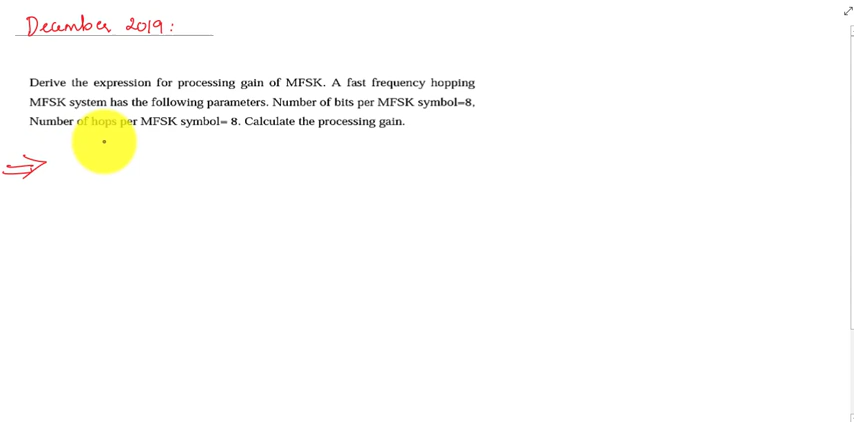 December 2019:
Derive the expression for processing gain of MFSK. A fast frequency hopping
MFSK system has the following parameters. Number of bits per MFSK symbol=8,
Number of hops per MFSK symbol= 8. Calculate the processing gain.